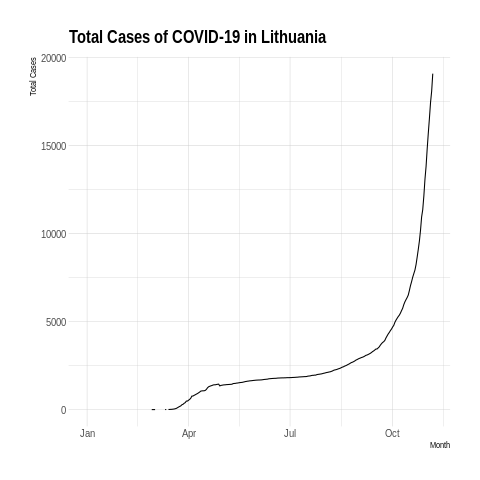 Total Cases of COVID-19 in Lithuania
Total Cases
20000
15000
10000
5000
0
Jan Apr Jul Oct
Month